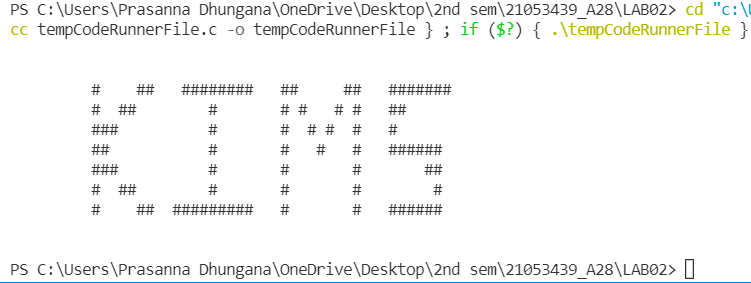 PS C:\Users\Prasanna Dhungana\OneDrive\Desktop\2nd sem\21053439_A28\LAB02> cd "c:\U
cc tempCodeRunnerFile.c -o tempCodeRunnerFile } ; if ($?) { .\tempCodeRunnerFile }
         #    ##   ########   ##     ##   #######
         #  ##        #       # #   # #   ##
         ###          #       #  # #  #   #
         ##           #       #   #   #   ######
         ###          #       #       #       ##
         #  ##        #       #       #        #
         #    ##  #########   #       #   ######
PS C:\Users\Prasanna Dhungana\OneDrive\Desktop\2nd sem\21053439_A28\LAB02>